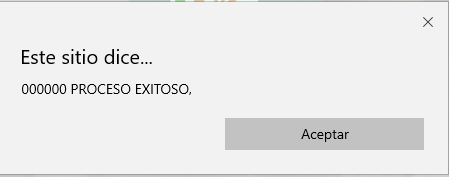 Este sitio dice...
000000 PROCESO EXITOSO,
Aceptar